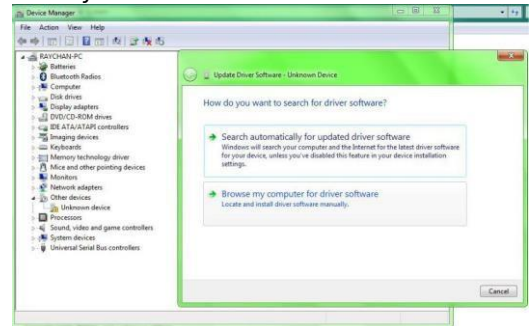 Device Manager
File Action View Help
RAYCHAN-PC
Batteries
Bluetooth Radios
Computer
Disk drives
Display adapters
DVD/CD-ROM drives
IDE ATA/ATAPI controllers
Imaging devices
Keyboards
Memory technology driver
Mice and other pointing devices
Monitors
Network adapters
Other devices
Unknown device
Processors
Sound, video and game controllers
System devices
Universal Serial Bus controllers
Update Driver Software - Unknown Device
How do you want to search for driver software?
Search automatically for updated driver software
Windows will search your computer and the Internet for the latest driver software
for your device, unless you've disabled this feature in your device installation
settings.
Browse my computer for driver software
Locate and install driver software manually.
Cancel